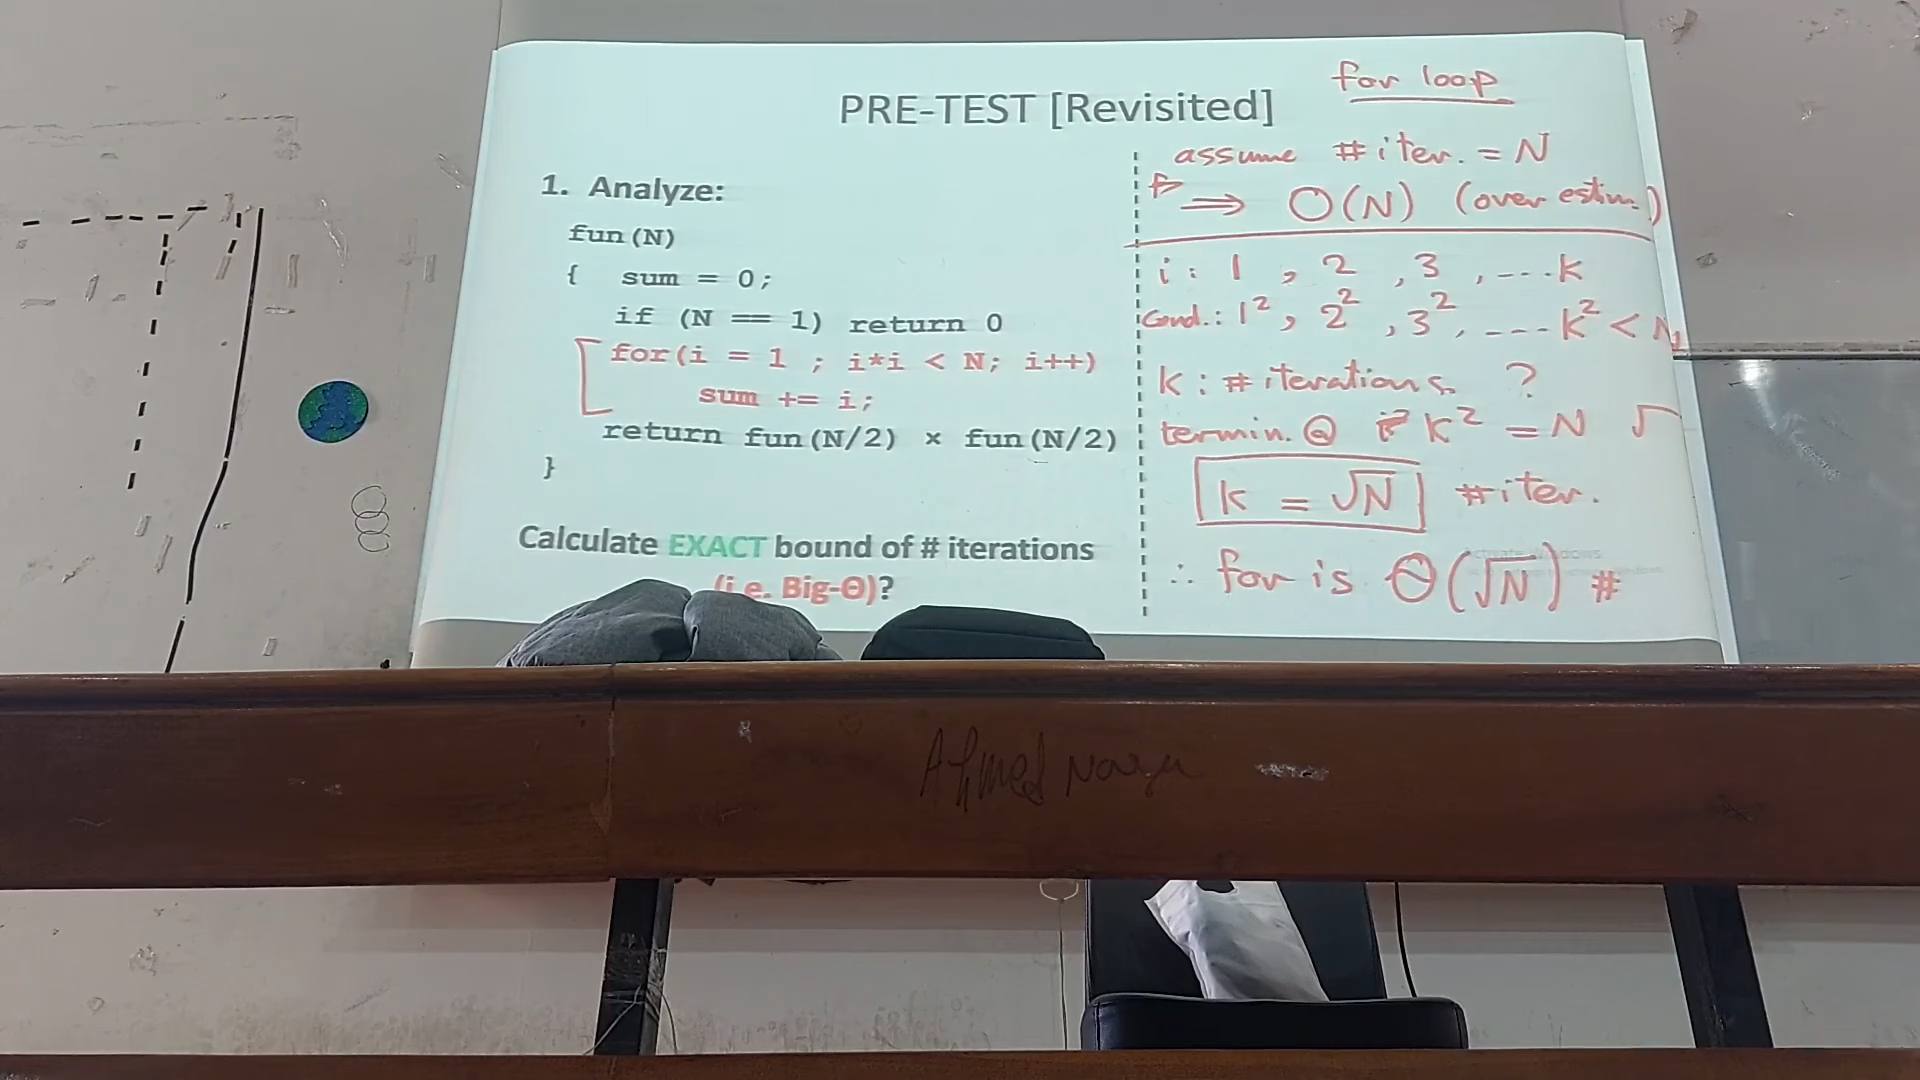 PRE-TEST [Revisited]
1. Analyze:
fun(N)
{ sum = 0;
if (N == 1) return 0
for(i = 1 ; i*i < N; i++)
sum += i;
return fun(N/2) × fun(N/2)
}
Calculate EXACT bound of # iterations
(i.e. Big-Θ)?
for loop
assume # iter. = N
⇒ O(N) (over estim.)
i : 1 , 2 , 3 , ... k
Cond.: 1², 2², 3², ... k² < N
k : # iterations ?
termin. @ k² = N √
k = √N # iter.
∴ for is Θ(√N) #
Activate Windows
Ahmed